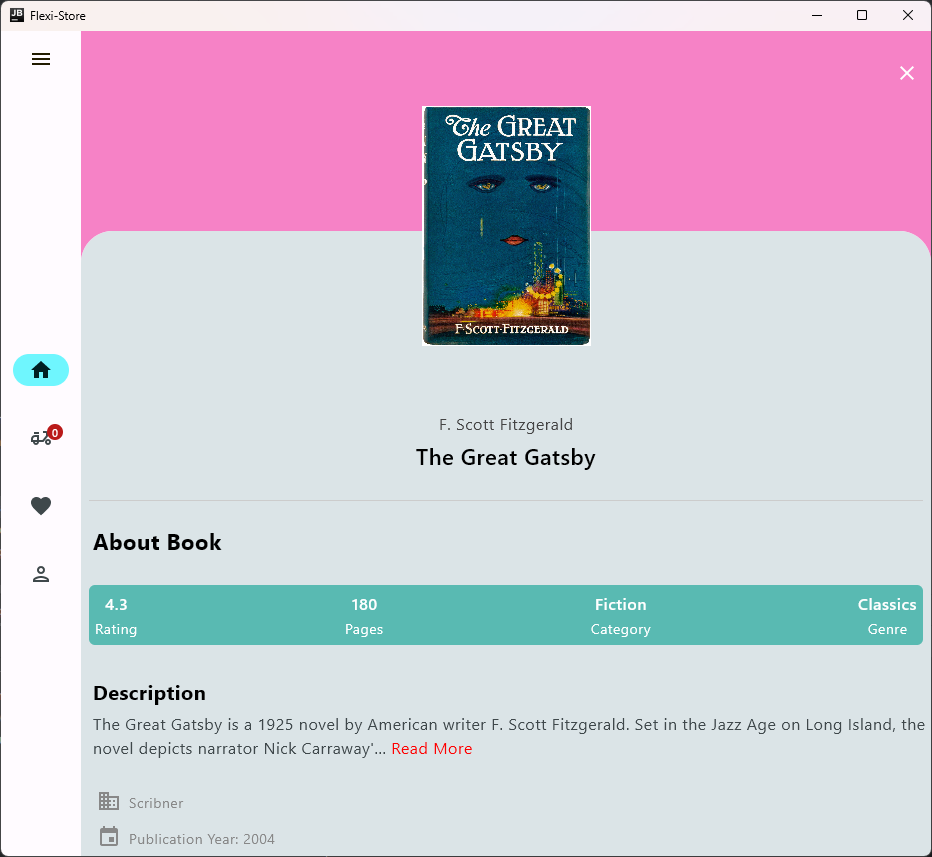 JB
Flexi-Store
The GREAT
GATSBY
F·SCOTT·FITZGERALD
0
F. Scott Fitzgerald
The Great Gatsby
About Book
4.3 180 Fiction Classics
Rating Pages Category Genre
Description
The Great Gatsby is a 1925 novel by American writer F. Scott Fitzgerald. Set in the Jazz Age on Long Island, the
novel depicts narrator Nick Carraway'... Read More
Scribner
Publication Year: 2004